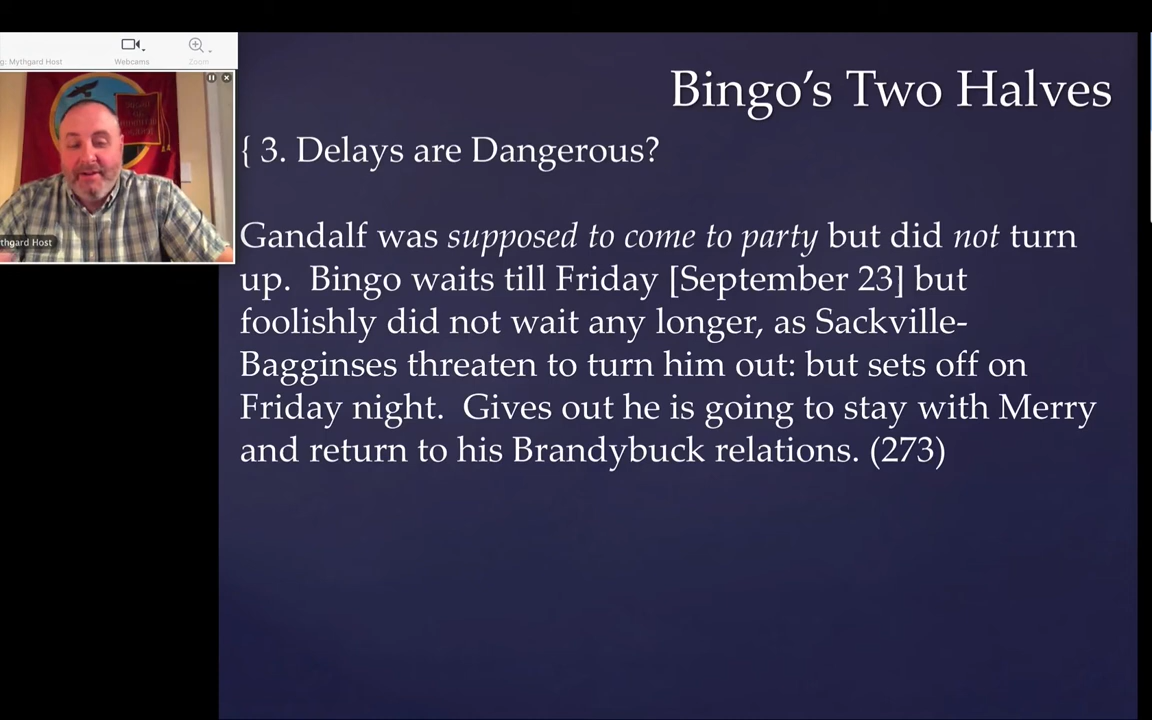 g: Mythgard Host
Webcams
Zoom
thgard Host
Bingo's Two Halves
{ 3. Delays are Dangerous?
Gandalf was supposed to come to party but did not turn
up.  Bingo waits till Friday [September 23] but
foolishly did not wait any longer, as Sackville-
Bagginses threaten to turn him out: but sets off on
Friday night.  Gives out he is going to stay with Merry
and return to his Brandybuck relations. (273)